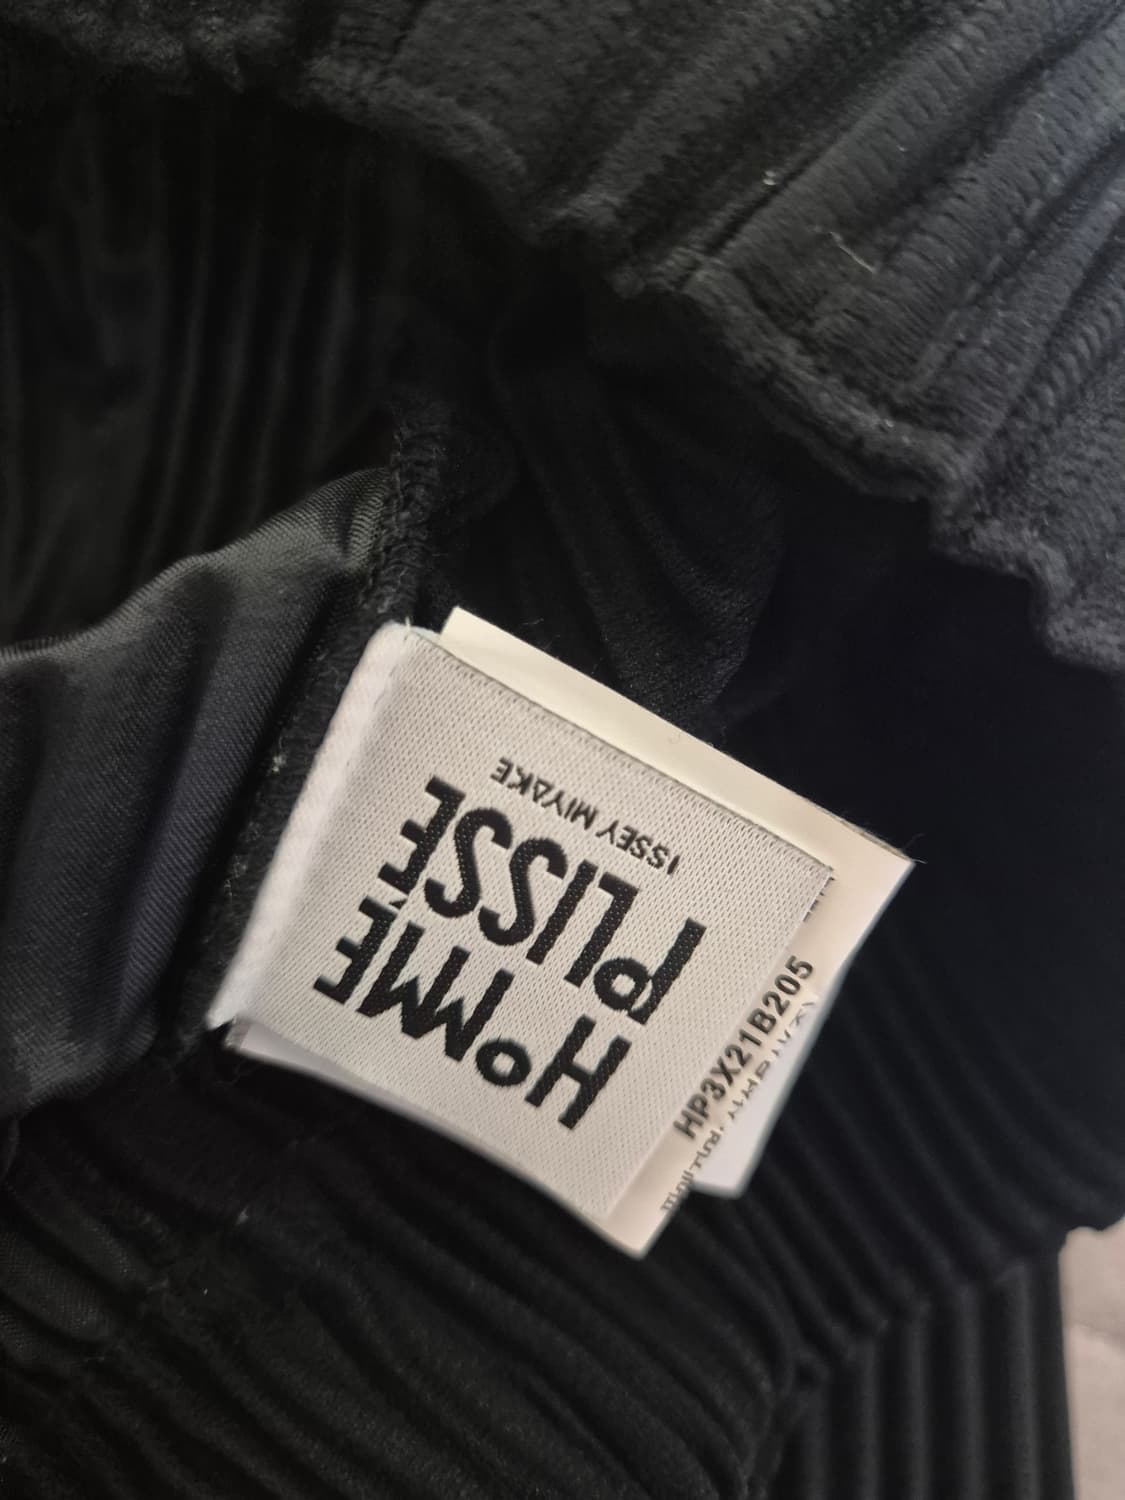 HOMME
PLISSÉ
ISSEY MIYAKE
HP3X21B205